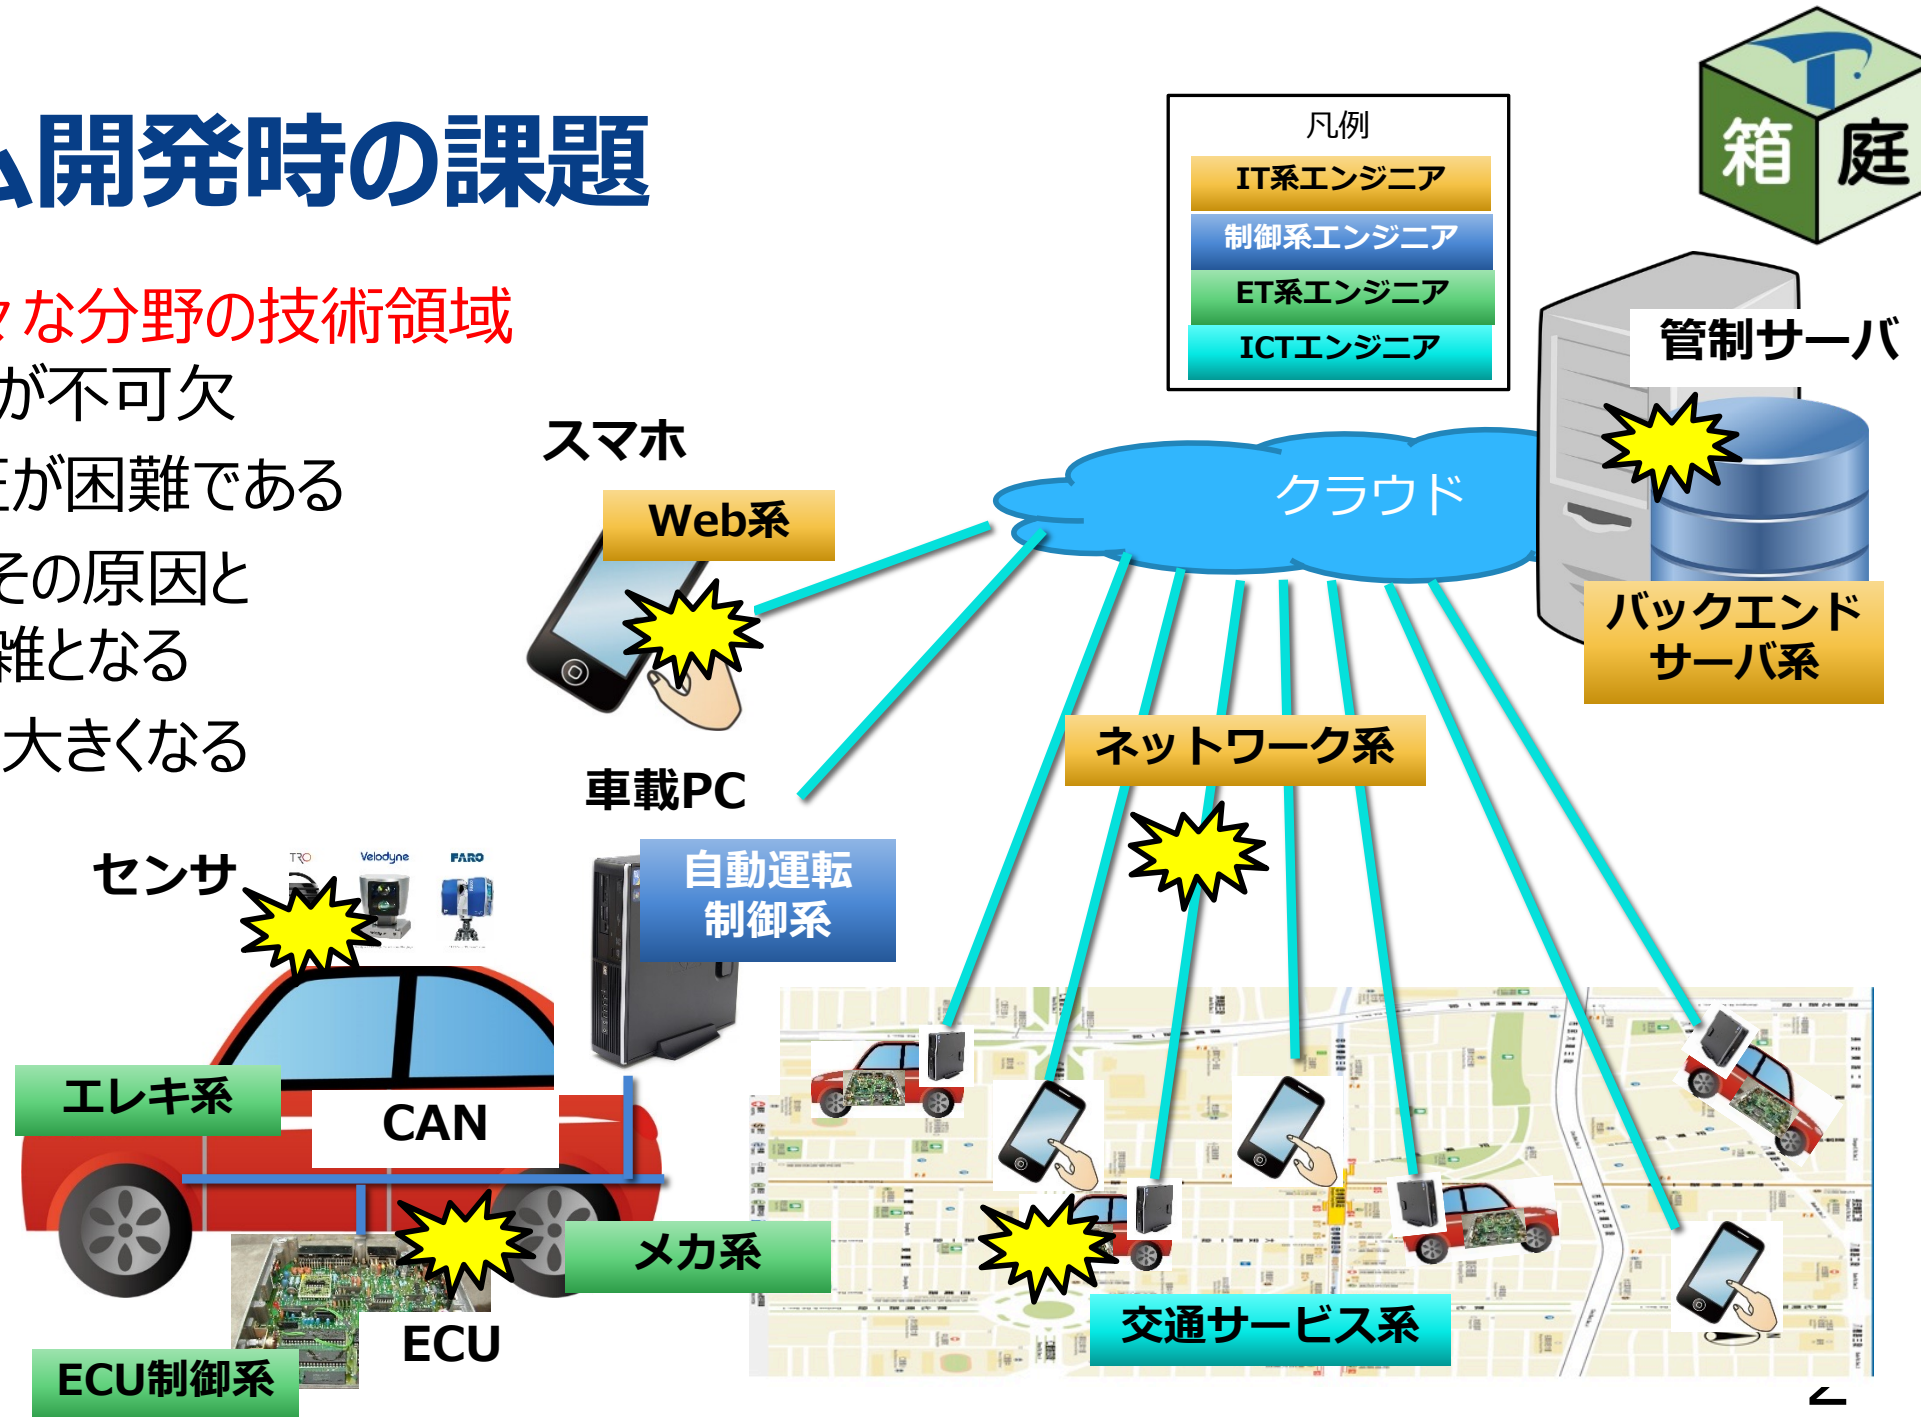 ム開発時の課題
々な分野の技術領域
が不可欠
が困難である
その原因と
雑となる
大きくなる
凡例
IT系エンジニア
制御系エンジニア
ET系エンジニア
ICTエンジニア
箱庭
管制サーバ
スマホ
Web系
クラウド
バックエンド
サーバ系
ネットワーク系
車載PC
自動運転
制御系
センサ
Velodyne
FARO
エレキ系
CAN
メカ系
ECU
ECU制御系
交通サービス系